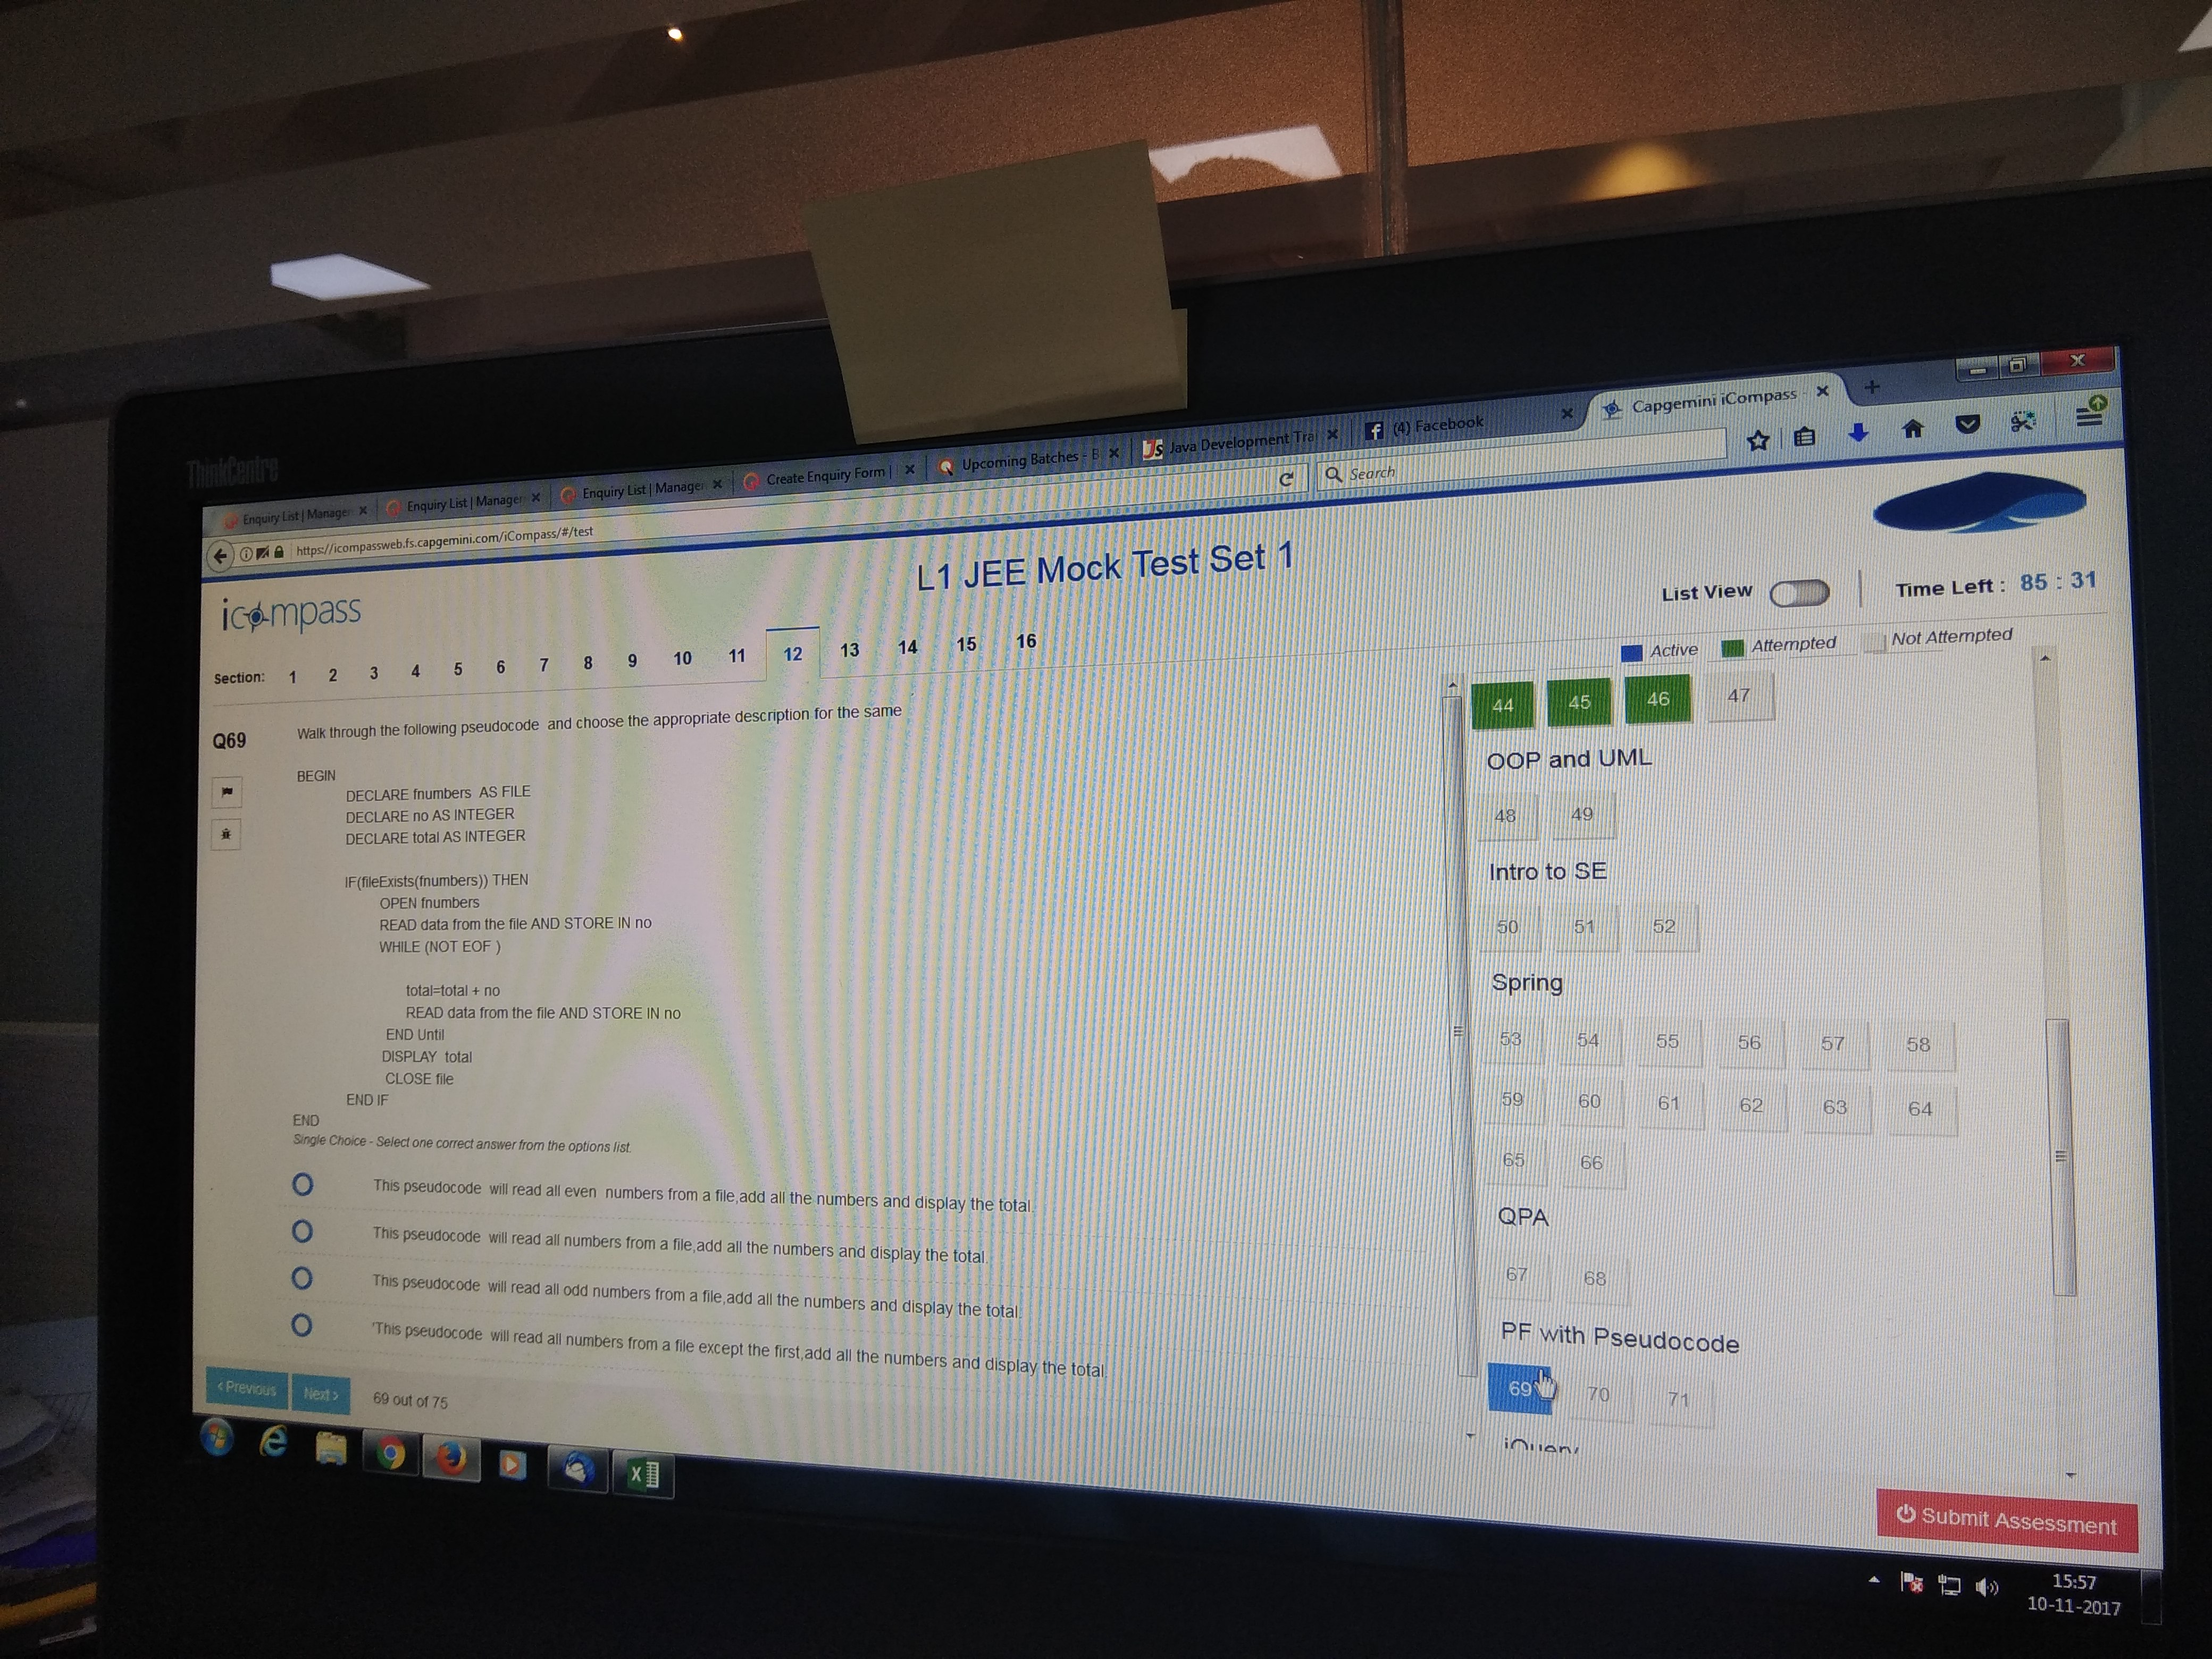 ThinkCentre
Enquiry List | Manager
Enquiry List | Manager
Enquiry List | Manager
Create Enquiry Form |
Upcoming Batches - B
Java Development Tra
(4) Facebook
Capgemini iCompass
https://icompassweb.fs.capgemini.com/iCompass/#/test
Search
icompass
L1 JEE Mock Test Set 1
List View
Time Left : 85 : 31
Section: 1 2 3 4 5 6 7 8 9 10 11 12 13 14 15 16
Active Attempted Not Attempted
Q69
Walk through the following pseudocode and choose the appropriate description for the same
BEGIN
DECLARE fnumbers AS FILE
DECLARE no AS INTEGER
DECLARE total AS INTEGER
IF(fileExists(fnumbers)) THEN
OPEN fnumbers
READ data from the file AND STORE IN no
WHILE (NOT EOF )
total=total + no
READ data from the file AND STORE IN no
END Until
DISPLAY total
CLOSE file
END IF
END
Single Choice - Select one correct answer from the options list.
This pseudocode will read all even numbers from a file,add all the numbers and display the total.
This pseudocode will read all numbers from a file,add all the numbers and display the total.
This pseudocode will read all odd numbers from a file,add all the numbers and display the total.
'This pseudocode will read all numbers from a file except the first,add all the numbers and display the total
< Previous
Next >
69 out of 75
44 45 46 47
OOP and UML
48 49
Intro to SE
50 51 52
Spring
53 54 55 56 57 58
59 60 61 62 63 64
65 66
QPA
67 68
PF with Pseudocode
69 70 71
jQuery
Submit Assessment
15:57
10-11-2017